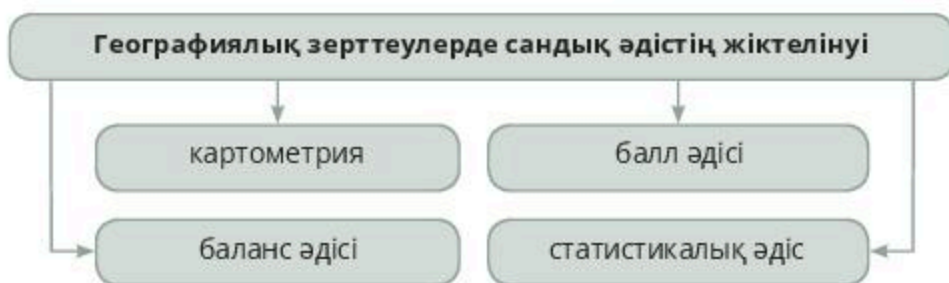 Географиялық зерттеулерде сандық әдістің жіктелінуі
картометрия
балл әдісі
баланс әдісі
статистикалық әдіс